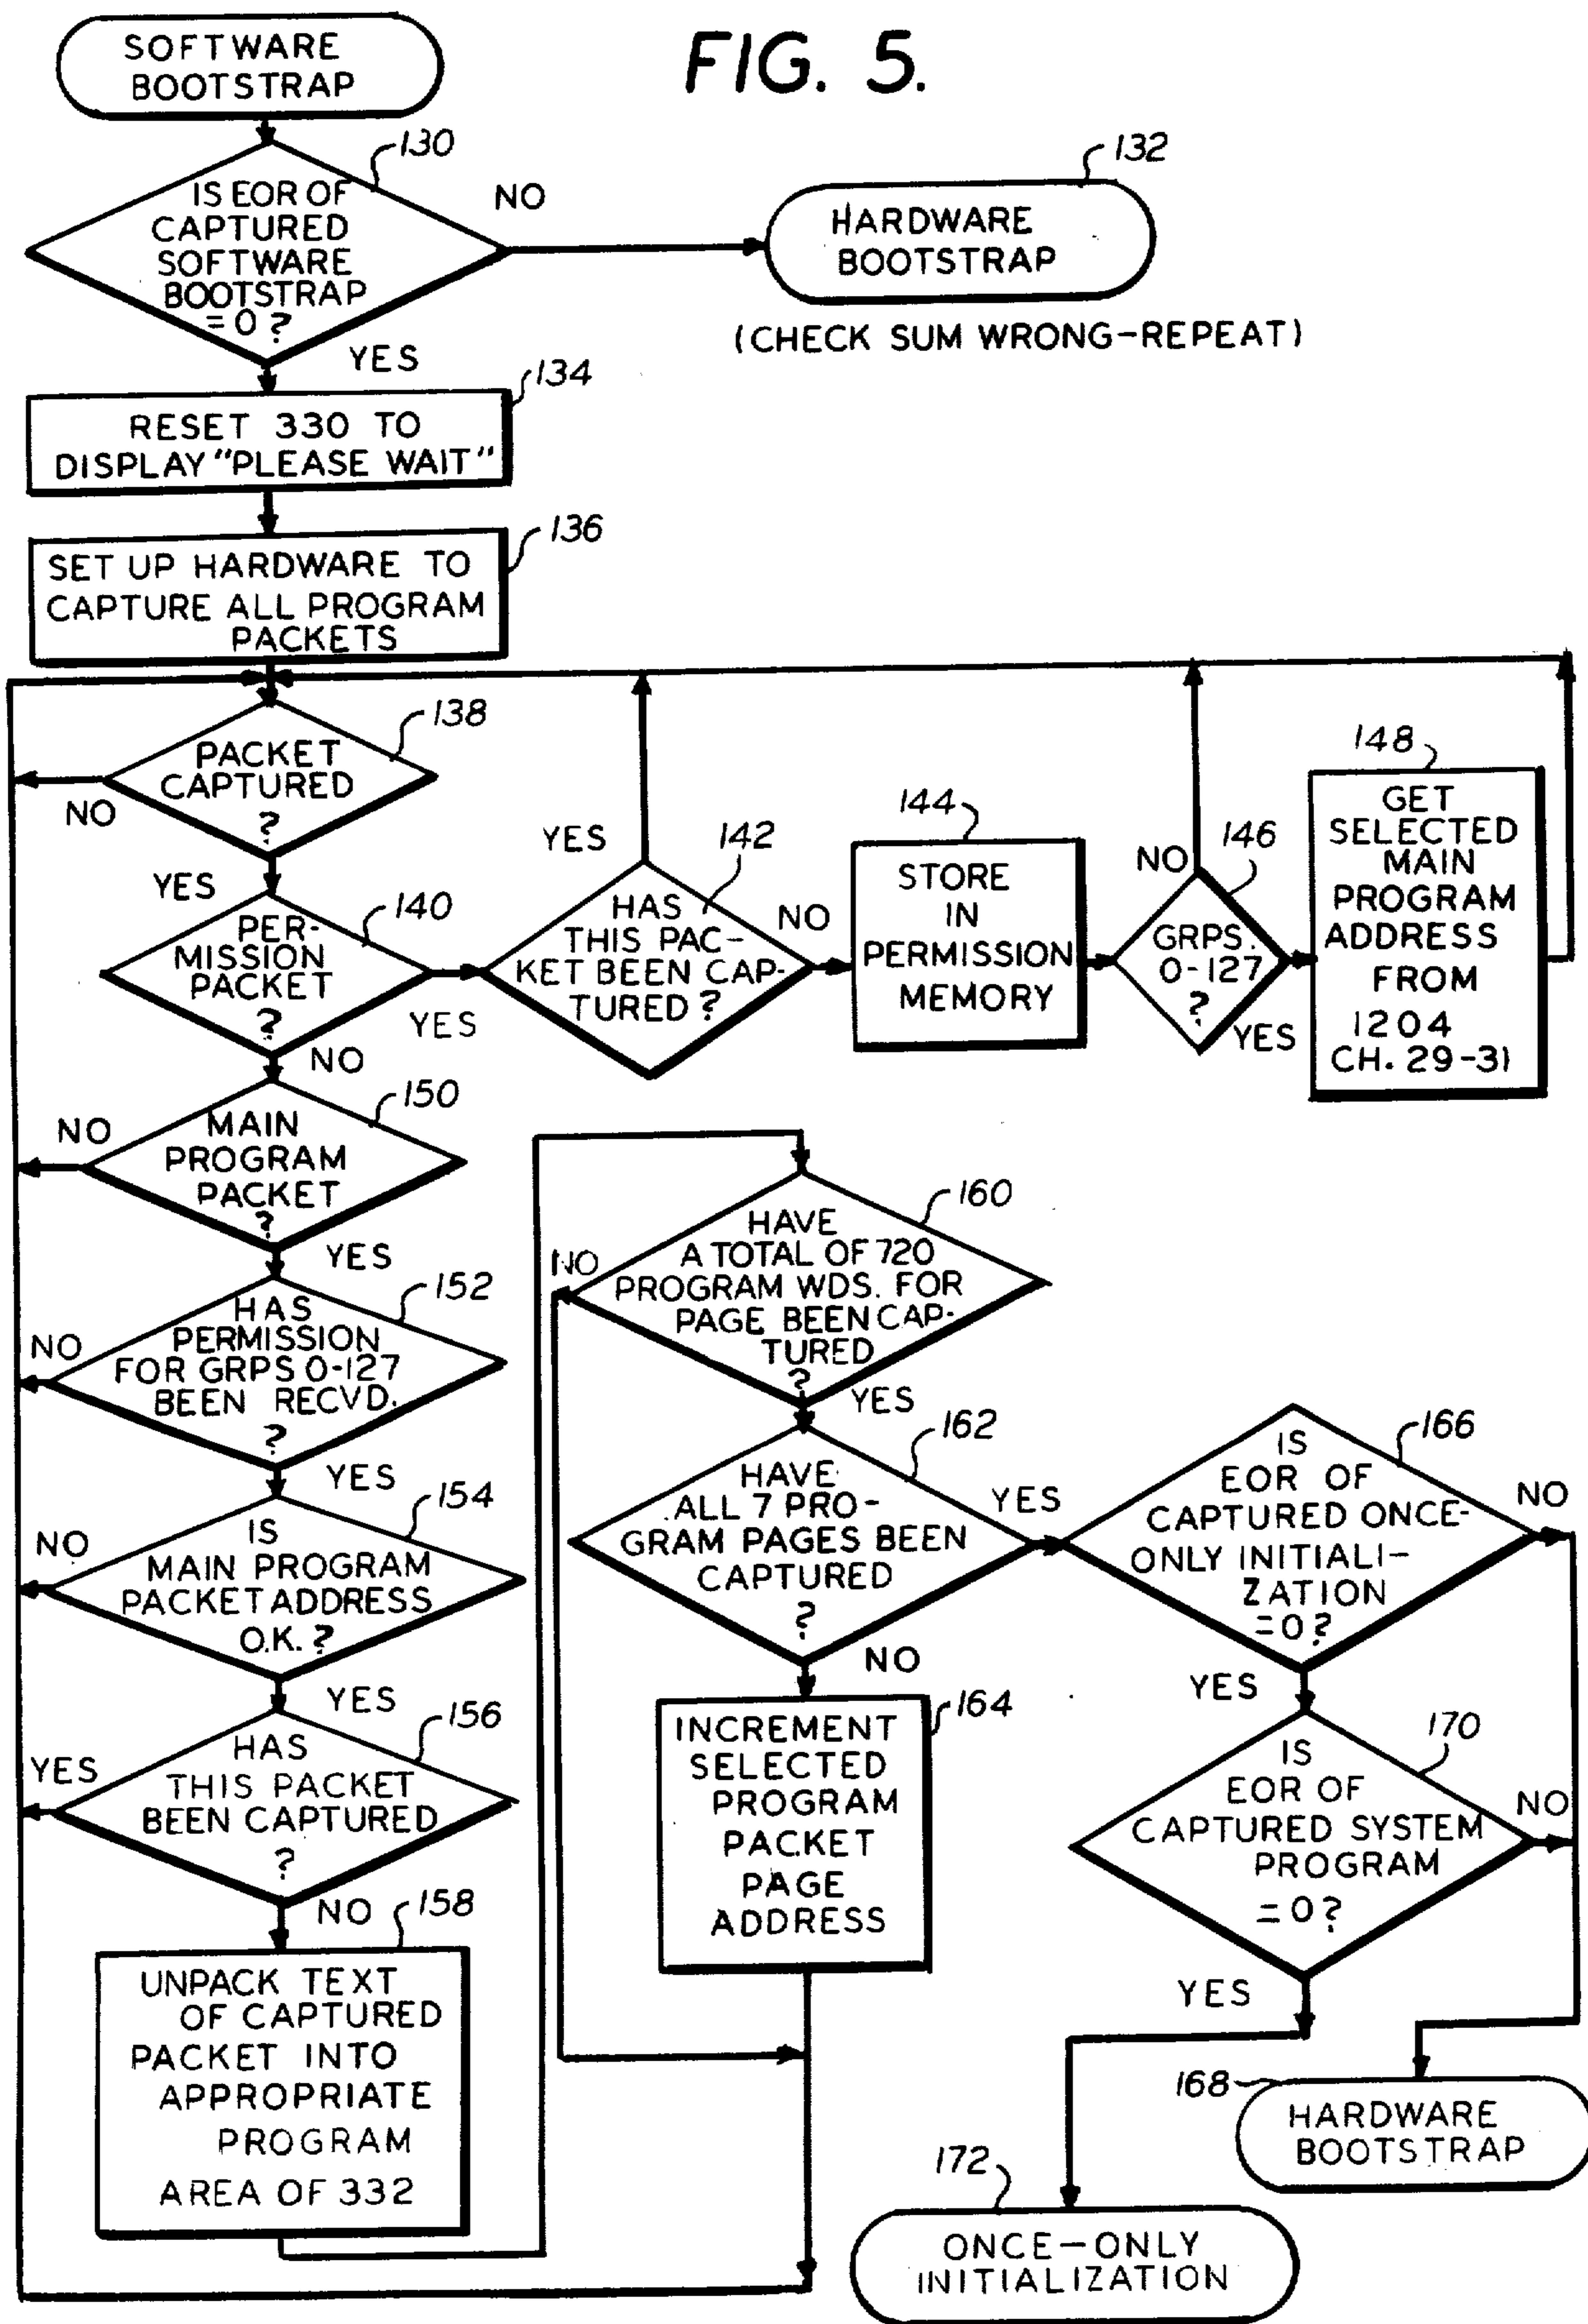 FIG. 5.
SOFTWARE
BOOTSTRAP
130
IS EOR OF
CAPTURED
SOFTWARE
BOOTSTRAP
=0?
NO
132
HARDWARE
BOOTSTRAP
(CHECK SUM WRONG-REPEAT)
YES
134
RESET 330 TO
DISPLAY "PLEASE WAIT"
136
SET UP HARDWARE TO
CAPTURE ALL PROGRAM
PACKETS
138
PACKET
CAPTURED
?
NO
YES
140
PER-
MISSION
PACKET
?
YES
NO
142
HAS
THIS PAC-
KET BEEN CAP-
TURED?
YES
NO
144
STORE
IN
PERMISSION
MEMORY
146
GRPS.
0-127
?
NO
YES
148
GET
SELECTED
MAIN
PROGRAM
ADDRESS
FROM
1204
CH. 29-31
150
MAIN
PROGRAM
PACKET
?
NO
YES
152
HAS
PERMISSION
FOR GRPS 0-127
BEEN RECVD.
?
NO
YES
154
IS
MAIN PROGRAM
PACKET ADDRESS
O.K.?
NO
YES
156
HAS
THIS PACKET
BEEN CAPTURED
?
YES
NO
158
UNPACK TEXT
OF CAPTURED
PACKET INTO
APPROPRIATE
PROGRAM
AREA OF 332
160
HAVE
A TOTAL OF 720
PROGRAM WDS. FOR
PAGE BEEN CAP-
TURED
?
NO
YES
162
HAVE
ALL 7 PRO-
GRAM PAGES BEEN
CAPTURED
?
YES
NO
164
INCREMENT
SELECTED
PROGRAM
PACKET
PAGE
ADDRESS
166
IS
EOR OF
CAPTURED ONCE-
ONLY INITIALI-
ZATION
=0?
NO
YES
170
IS
EOR OF
CAPTURED SYSTEM
PROGRAM
=0?
NO
YES
168
HARDWARE
BOOTSTRAP
172
ONCE-ONLY
INITIALIZATION